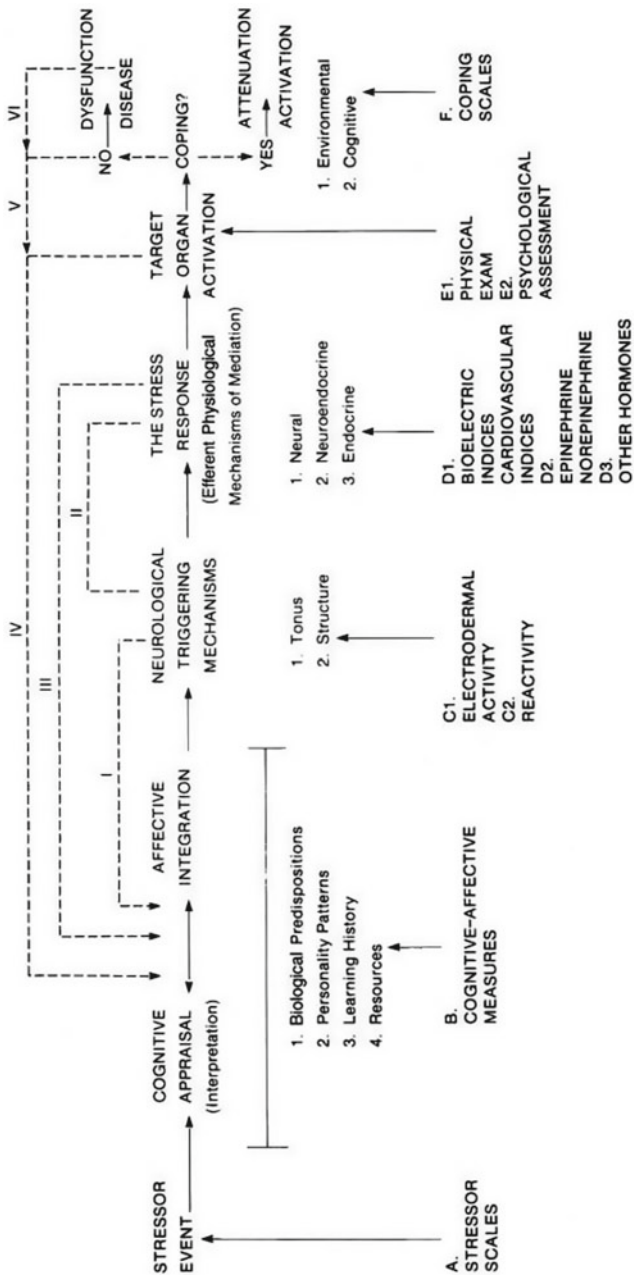 STRESSOR
EVENT
COGNITIVE
APPRAISAL
(Interpretation)
AFFECTIVE
INTEGRATION
NEUROLOGICAL
TRIGGERING
MECHANISMS
THE STRESS
RESPONSE
(Efferent Physiological
Mechanisms of Mediation)
TARGET
ORGAN
ACTIVATION
COPING?
NO
DYSFUNCTION
DISEASE
YES
ATTENUATION
ACTIVATION
I
II
III
IV
V
VI
1. Biological Predispositions
2. Personality Patterns
3. Learning History
4. Resources
1. Tonus
2. Structure
1. Neural
2. Neuroendocrine
3. Endocrine
1. Environmental
2. Cognitive
A.
STRESSOR
SCALES
B.
COGNITIVE–AFFECTIVE
MEASURES
C1.
ELECTRODERMAL
ACTIVITY
C2.
REACTIVITY
D1.
BIOELECTRIC
INDICES
CARDIOVASCULAR
INDICES
D2.
EPINEPHRINE
NOREPINEPHRINE
D3.
OTHER HORMONES
E1.
PHYSICAL
EXAM
E2.
PSYCHOLOGICAL
ASSESSMENT
F.
COPING
SCALES